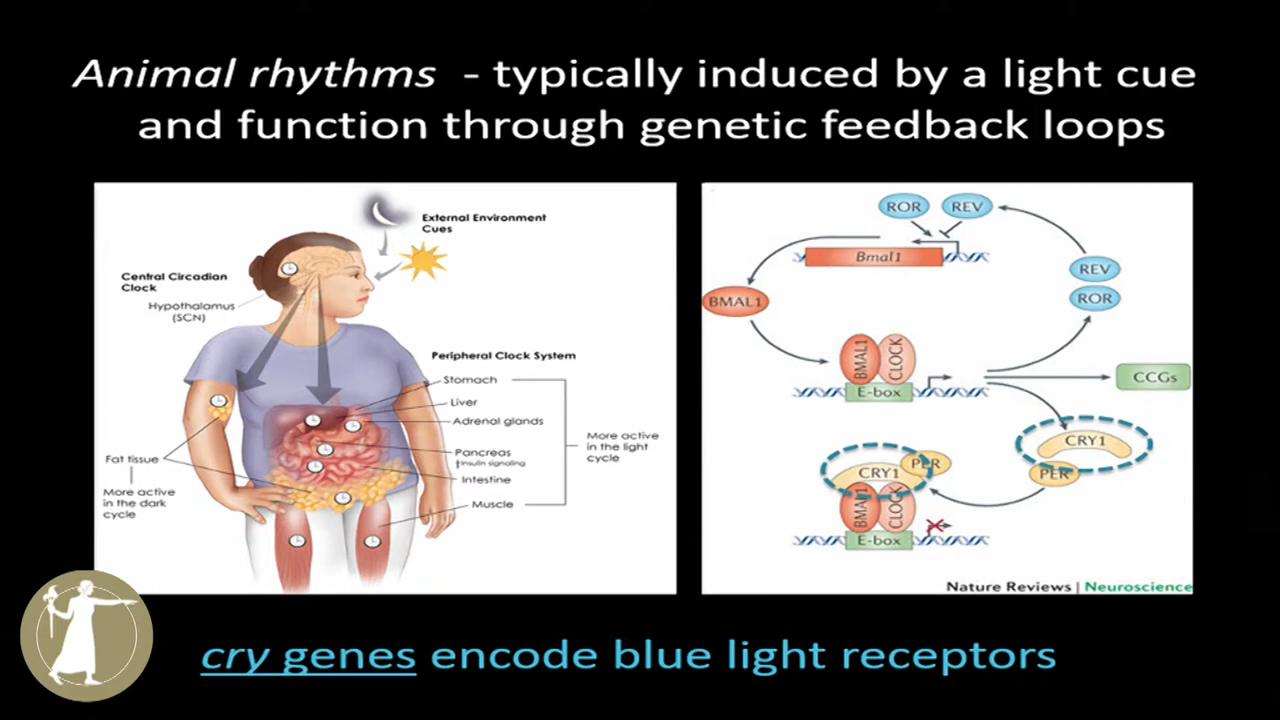 Animal rhythms - typically induced by a light cue
and function through genetic feedback loops
External Environment
Cues
Central Circadian
Clock
Hypothalamus
(SCN)
Peripheral Clock System
Stomach
Liver
Adrenal glands
Pancreas
Insulin signaling
Intestine
Muscle
More active
in the light
cycle
Fat tissue
More active
in the dark
cycle
ROR
REV
Bmal1
BMAL1
REV
ROR
BMAL1
CLOCK
E-box
CCGs
CRY1
PER
CRY1
PER
BMAL1
CLOCK
E-box
Nature Reviews | Neuroscience
cry genes encode blue light receptors